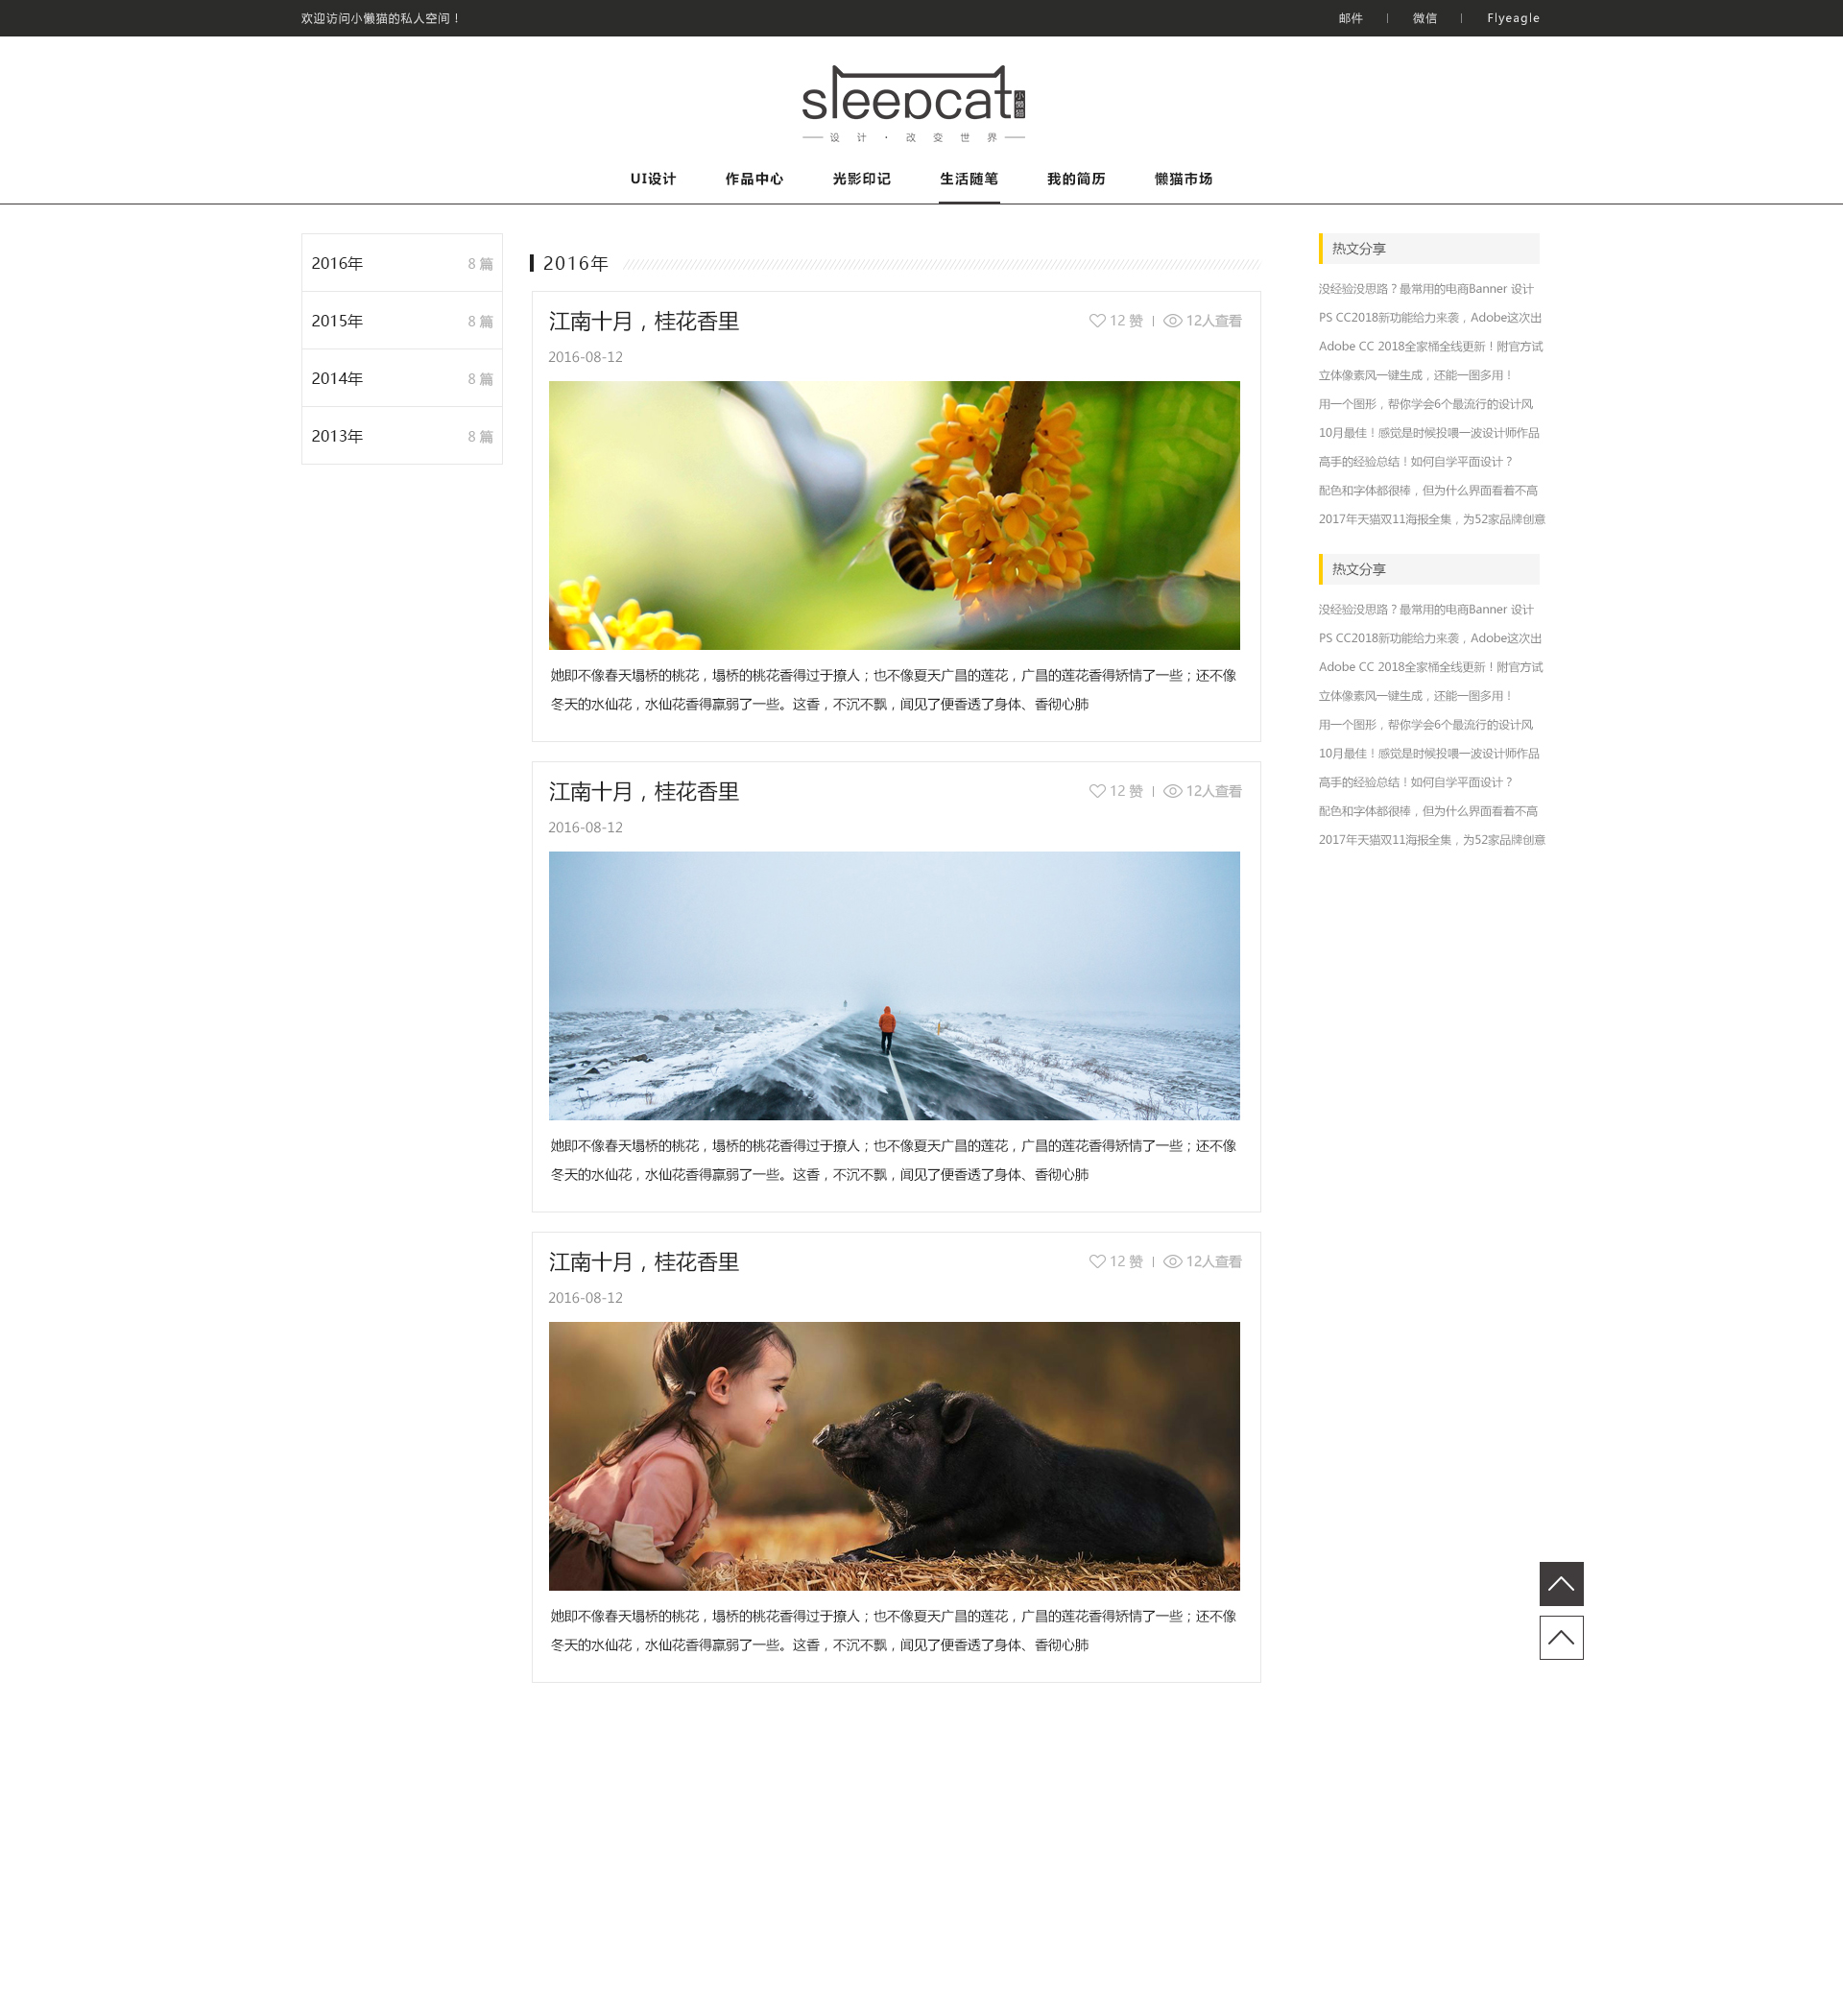 欢迎访问小懒猫的私人空间！
邮件 | 微信 | Flyeagle
sleepcat 小懒猫
设计·改变世界
UI设计 作品中心 光影印记 生活随笔 我的简历 懒猫市场
2016年 8 篇
2015年 8 篇
2014年 8 篇
2013年 8 篇
2016年
江南十月，桂花香里 12 赞 | 12人查看
2016-08-12
她即不像春天塌桥的桃花，塌桥的桃花香得过于撩人；也不像夏天广昌的莲花，广昌的莲花香得矫情了一些；还不像
冬天的水仙花，水仙花香得羸弱了一些。这香，不沉不飘，闻见了便香透了身体、香彻心肺
江南十月，桂花香里 12 赞 | 12人查看
2016-08-12
她即不像春天塌桥的桃花，塌桥的桃花香得过于撩人；也不像夏天广昌的莲花，广昌的莲花香得矫情了一些；还不像
冬天的水仙花，水仙花香得羸弱了一些。这香，不沉不飘，闻见了便香透了身体、香彻心肺
江南十月，桂花香里 12 赞 | 12人查看
2016-08-12
她即不像春天塌桥的桃花，塌桥的桃花香得过于撩人；也不像夏天广昌的莲花，广昌的莲花香得矫情了一些；还不像
冬天的水仙花，水仙花香得羸弱了一些。这香，不沉不飘，闻见了便香透了身体、香彻心肺
热文分享
没经验没思路？最常用的电商Banner 设计
PS CC2018新功能给力来袭，Adobe这次出
Adobe CC 2018全家桶全线更新！附官方试
立体像素风一键生成，还能一图多用！
用一个图形，帮你学会6个最流行的设计风
10月最佳！感觉是时候投喂一波设计师作品
高手的经验总结！如何自学平面设计？
配色和字体都很棒，但为什么界面看着不高
2017年天猫双11海报全集，为52家品牌创意
热文分享
没经验没思路？最常用的电商Banner 设计
PS CC2018新功能给力来袭，Adobe这次出
Adobe CC 2018全家桶全线更新！附官方试
立体像素风一键生成，还能一图多用！
用一个图形，帮你学会6个最流行的设计风
10月最佳！感觉是时候投喂一波设计师作品
高手的经验总结！如何自学平面设计？
配色和字体都很棒，但为什么界面看着不高
2017年天猫双11海报全集，为52家品牌创意